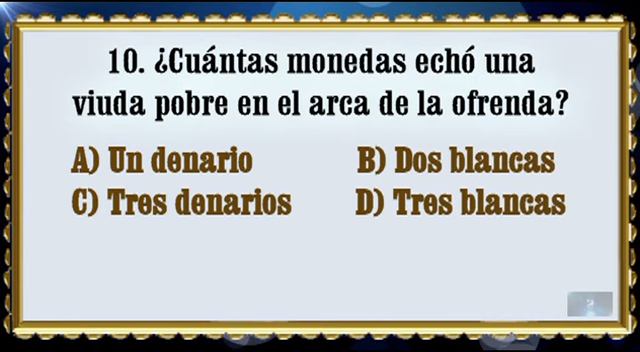 10. ¿Cuántas monedas echó una
viuda pobre en el arca de la ofrenda?
A) Un denario B) Dos blancas
C) Tres denarios D) Tres blancas